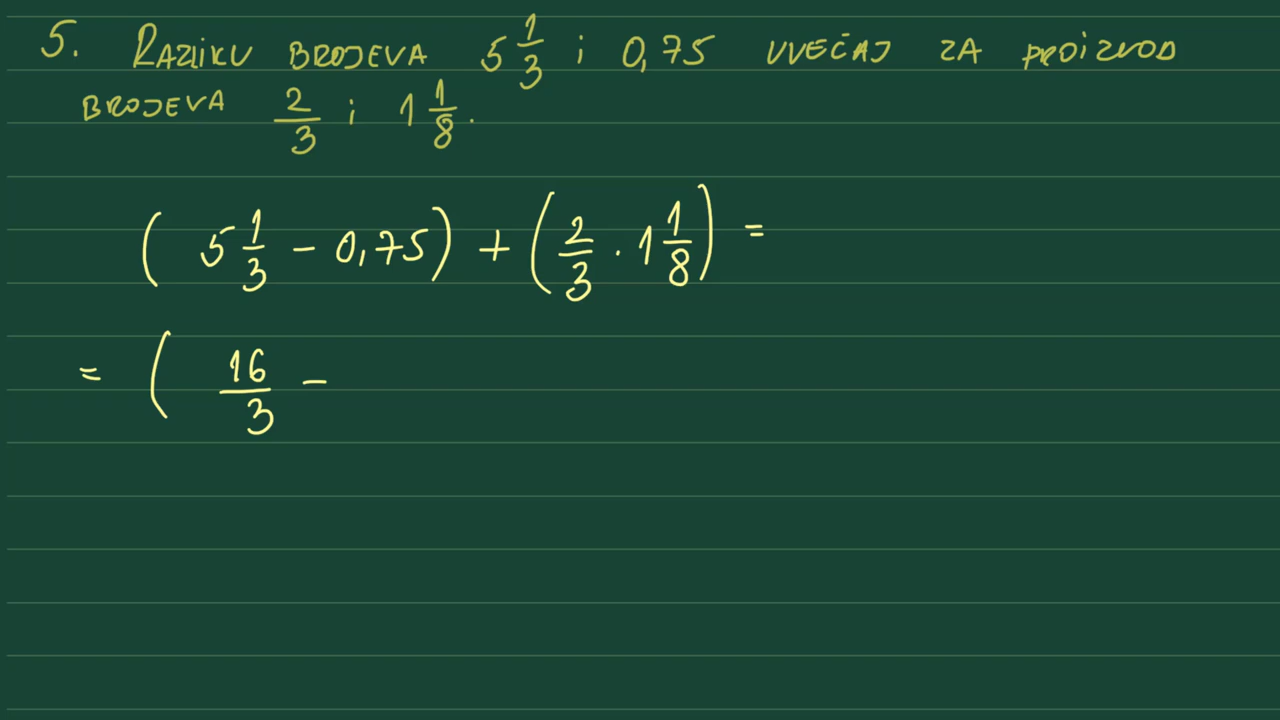 5. RAZLIKU BROJEVA 5 1/3 i 0,75 UVEĆAJ ZA PROIZVOD
BROJEVA 2/3 i 1 1/8.
( 5 1/3 - 0,75) + (2/3 · 1 1/8) =
= ( 16/3 -